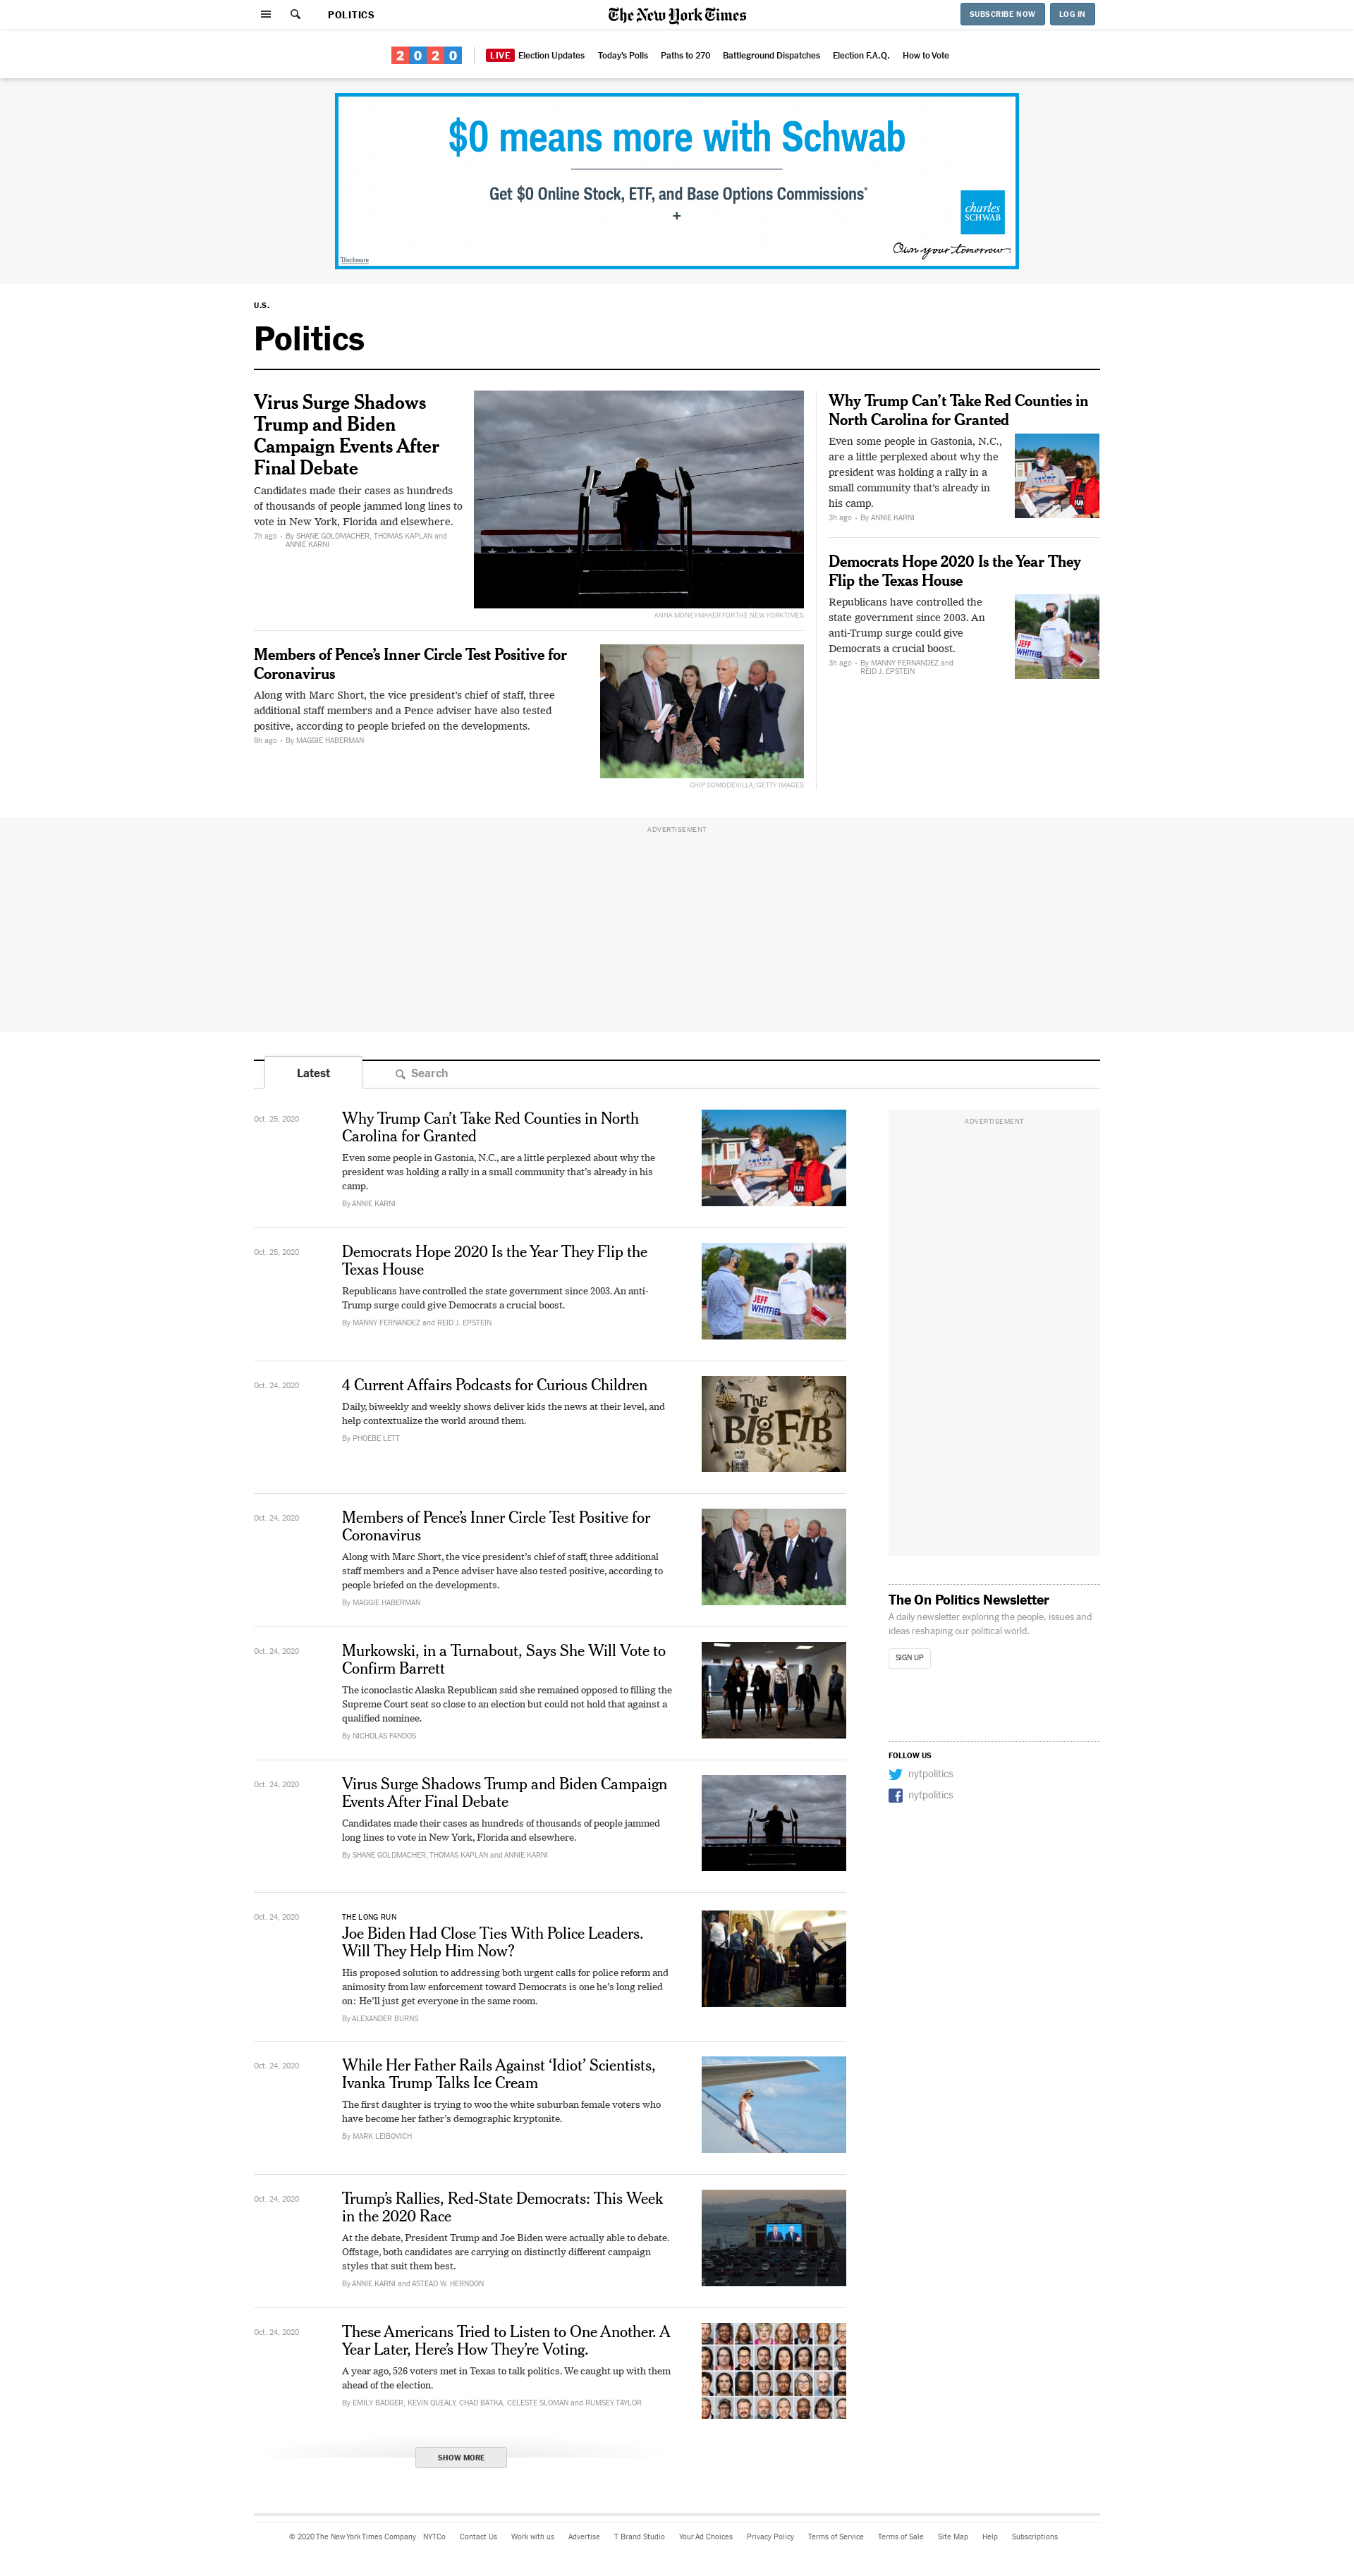 POLITICS
The New York Times
SUBSCRIBE NOW
LOG IN
2020
LIVE Election Updates
Today's Polls
Paths to 270
Battleground Dispatches
Election F.A.Q.
How to Vote
$0 means more with Schwab
Get $0 Online Stock, ETF, and Base Options Commissions*
+
charles
SCHWAB
Own your tomorrow
Disclosure
U.S.
Politics
Virus Surge Shadows
Trump and Biden
Campaign Events After
Final Debate
Candidates made their cases as hundreds
of thousands of people jammed long lines to
vote in New York, Florida and elsewhere.
7h ago • By SHANE GOLDMACHER, THOMAS KAPLAN and
ANNIE KARNI
ANNA MONEYMAKER FOR THE NEW YORK TIMES
Members of Pence’s Inner Circle Test Positive for
Coronavirus
Along with Marc Short, the vice president’s chief of staff, three
additional staff members and a Pence adviser have also tested
positive, according to people briefed on the developments.
8h ago • By MAGGIE HABERMAN
CHIP SOMODEVILLA/GETTY IMAGES
Why Trump Can’t Take Red Counties in
North Carolina for Granted
Even some people in Gastonia, N.C.,
are a little perplexed about why the
president was holding a rally in a
small community that’s already in
his camp.
3h ago • By ANNIE KARNI
Democrats Hope 2020 Is the Year They
Flip the Texas House
Republicans have controlled the
state government since 2003. An
anti-Trump surge could give
Democrats a crucial boost.
3h ago • By MANNY FERNANDEZ and
REID J. EPSTEIN
ADVERTISEMENT
Latest
Search
Oct. 25, 2020
Why Trump Can’t Take Red Counties in North
Carolina for Granted
Even some people in Gastonia, N.C., are a little perplexed about why the
president was holding a rally in a small community that’s already in his
camp.
By ANNIE KARNI
Oct. 25, 2020
Democrats Hope 2020 Is the Year They Flip the
Texas House
Republicans have controlled the state government since 2003. An anti-
Trump surge could give Democrats a crucial boost.
By MANNY FERNANDEZ and REID J. EPSTEIN
JEFF
WHITFIELD
Oct. 24, 2020
4 Current Affairs Podcasts for Curious Children
Daily, biweekly and weekly shows deliver kids the news at their level, and
help contextualize the world around them.
By PHOEBE LETT
THE
BIG FIB
Oct. 24, 2020
Members of Pence’s Inner Circle Test Positive for
Coronavirus
Along with Marc Short, the vice president’s chief of staff, three additional
staff members and a Pence adviser have also tested positive, according to
people briefed on the developments.
By MAGGIE HABERMAN
Oct. 24, 2020
Murkowski, in a Turnabout, Says She Will Vote to
Confirm Barrett
The iconoclastic Alaska Republican said she remained opposed to filling the
Supreme Court seat so close to an election but could not hold that against a
qualified nominee.
By NICHOLAS FANDOS
Oct. 24, 2020
Virus Surge Shadows Trump and Biden Campaign
Events After Final Debate
Candidates made their cases as hundreds of thousands of people jammed
long lines to vote in New York, Florida and elsewhere.
By SHANE GOLDMACHER, THOMAS KAPLAN and ANNIE KARNI
Oct. 24, 2020
THE LONG RUN
Joe Biden Had Close Ties With Police Leaders.
Will They Help Him Now?
His proposed solution to addressing both urgent calls for police reform and
animosity from law enforcement toward Democrats is one he’s long relied
on: He’ll just get everyone in the same room.
By ALEXANDER BURNS
Oct. 24, 2020
While Her Father Rails Against ‘Idiot’ Scientists,
Ivanka Trump Talks Ice Cream
The first daughter is trying to woo the white suburban female voters who
have become her father’s demographic kryptonite.
By MARK LEIBOVICH
Oct. 24, 2020
Trump’s Rallies, Red-State Democrats: This Week
in the 2020 Race
At the debate, President Trump and Joe Biden were actually able to debate.
Offstage, both candidates are carrying on distinctly different campaign
styles that suit them best.
By ANNIE KARNI and ASTEAD W. HERNDON
Oct. 24, 2020
These Americans Tried to Listen to One Another. A
Year Later, Here’s How They’re Voting.
A year ago, 526 voters met in Texas to talk politics. We caught up with them
ahead of the election.
By EMILY BADGER, KEVIN QUEALY, CHAD BATKA, CELESTE SLOMAN and RUMSEY TAYLOR
SHOW MORE
ADVERTISEMENT
The On Politics Newsletter
A daily newsletter exploring the people, issues and
ideas reshaping our political world.
SIGN UP
FOLLOW US
nytpolitics
nytpolitics
© 2020 The New York Times Company
NYTCo
Contact Us
Work with us
Advertise
T Brand Studio
Your Ad Choices
Privacy Policy
Terms of Service
Terms of Sale
Site Map
Help
Subscriptions